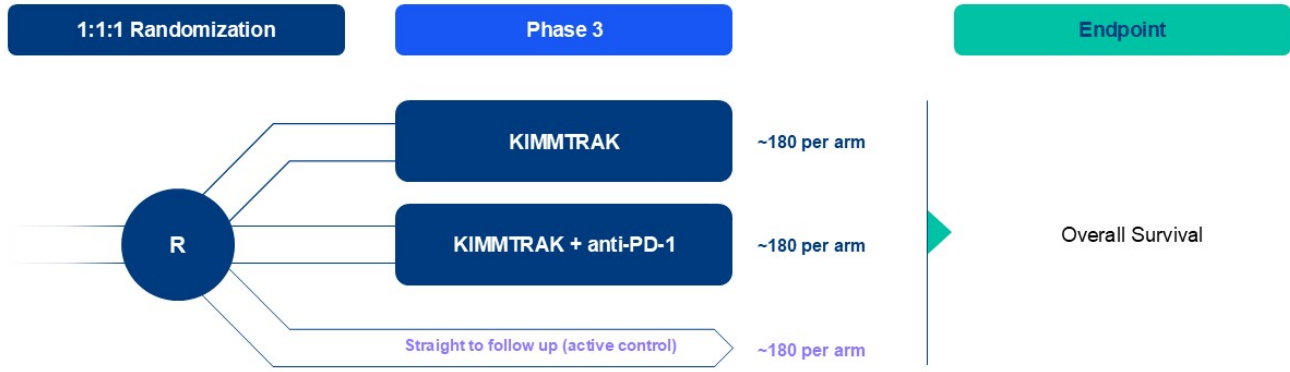 1:1:1 Randomization
Phase 3
Endpoint
KIMMTRAK
~180 per arm
R
KIMMTRAK + anti-PD-1
~180 per arm
Overall Survival
Straight to follow up (active control)
~180 per arm